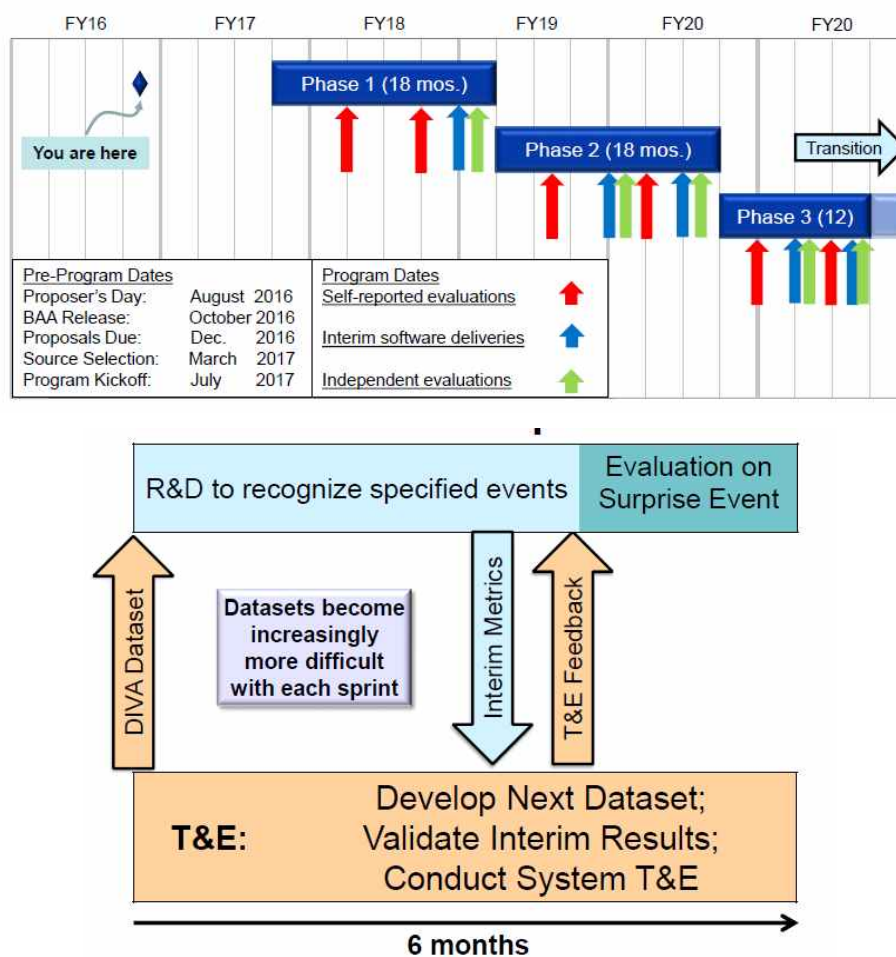 FY16 FY17 FY18 FY19 FY20 FY20
Phase 1 (18 mos.)
You are here
Phase 2 (18 mos.)
Transition
Phase 3 (12)
Pre-Program Dates
Proposer's Day: August 2016
BAA Release: October 2016
Proposals Due: Dec. 2016
Source Selection: March 2017
Program Kickoff: July 2017
Program Dates
Self-reported evaluations
Interim software deliveries
Independent evaluations
R&D to recognize specified events
Evaluation on
Surprise Event
DIVA Dataset
Datasets become
increasingly
more difficult
with each sprint
Interim Metrics
T&E Feedback
T&E:
Develop Next Dataset;
Validate Interim Results;
Conduct System T&E
6 months